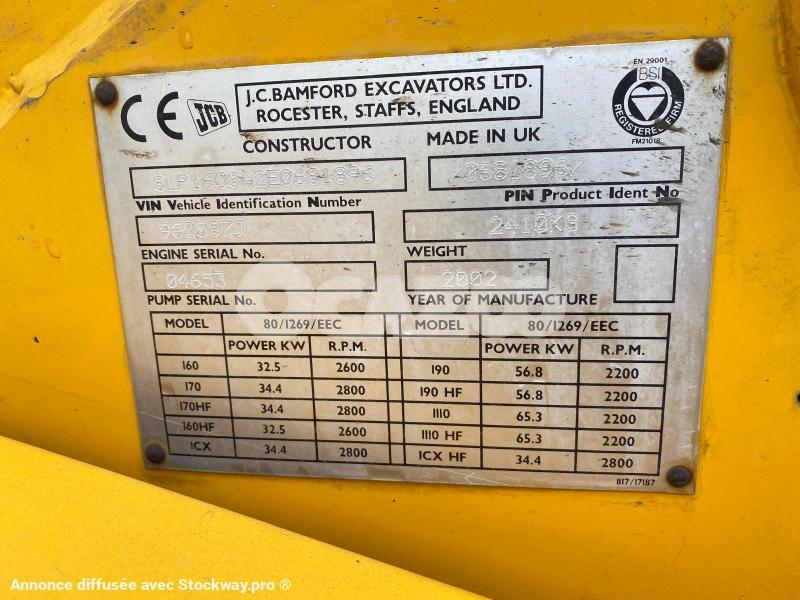 CE JCB
J.C.BAMFORD EXCAVATORS LTD.
ROCESTER, STAFFS, ENGLAND
EN 29001
BSI
REGISTERED FIRM
FM21018
CONSTRUCTOR MADE IN UK
SLP160SW2E0681896 /0681896/
VIN Vehicle Identification Number PIN Product Ident No
960087J 2410KG
ENGINE SERIAL No. WEIGHT
04653 2002
PUMP SERIAL No. YEAR OF MANUFACTURE
MODEL 80/1269/EEC MODEL 80/1269/EEC
POWER KW R.P.M. POWER KW R.P.M.
160 32.5 2600 190 56.8 2200
170 34.4 2800 190 HF 56.8 2200
170HF 34.4 2800 1110 65.3 2200
160HF 32.5 2600 1110 HF 65.3 2200
1CX 34.4 2800 1CX HF 34.4 2800
817/17187
Annonce diffusée avec Stockway.pro ®